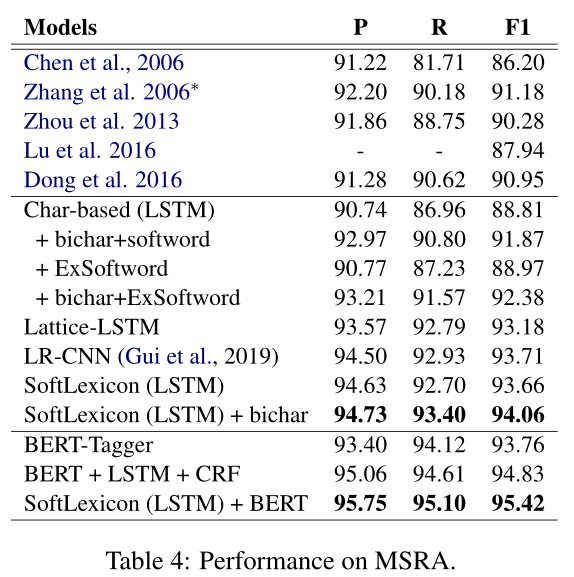 Models P R F1
Chen et al., 2006 91.22 81.71 86.20
Zhang et al. 2006* 92.20 90.18 91.18
Zhou et al. 2013 91.86 88.75 90.28
Lu et al. 2016 - - 87.94
Dong et al. 2016 91.28 90.62 90.95
Char-based (LSTM) 90.74 86.96 88.81
+ bichar+softword 92.97 90.80 91.87
+ ExSoftword 90.77 87.23 88.97
+ bichar+ExSoftword 93.21 91.57 92.38
Lattice-LSTM 93.57 92.79 93.18
LR-CNN (Gui et al., 2019) 94.50 92.93 93.71
SoftLexicon (LSTM) 94.63 92.70 93.66
SoftLexicon (LSTM) + bichar 94.73 93.40 94.06
BERT-Tagger 93.40 94.12 93.76
BERT + LSTM + CRF 95.06 94.61 94.83
SoftLexicon (LSTM) + BERT 95.75 95.10 95.42
Table 4: Performance on MSRA.